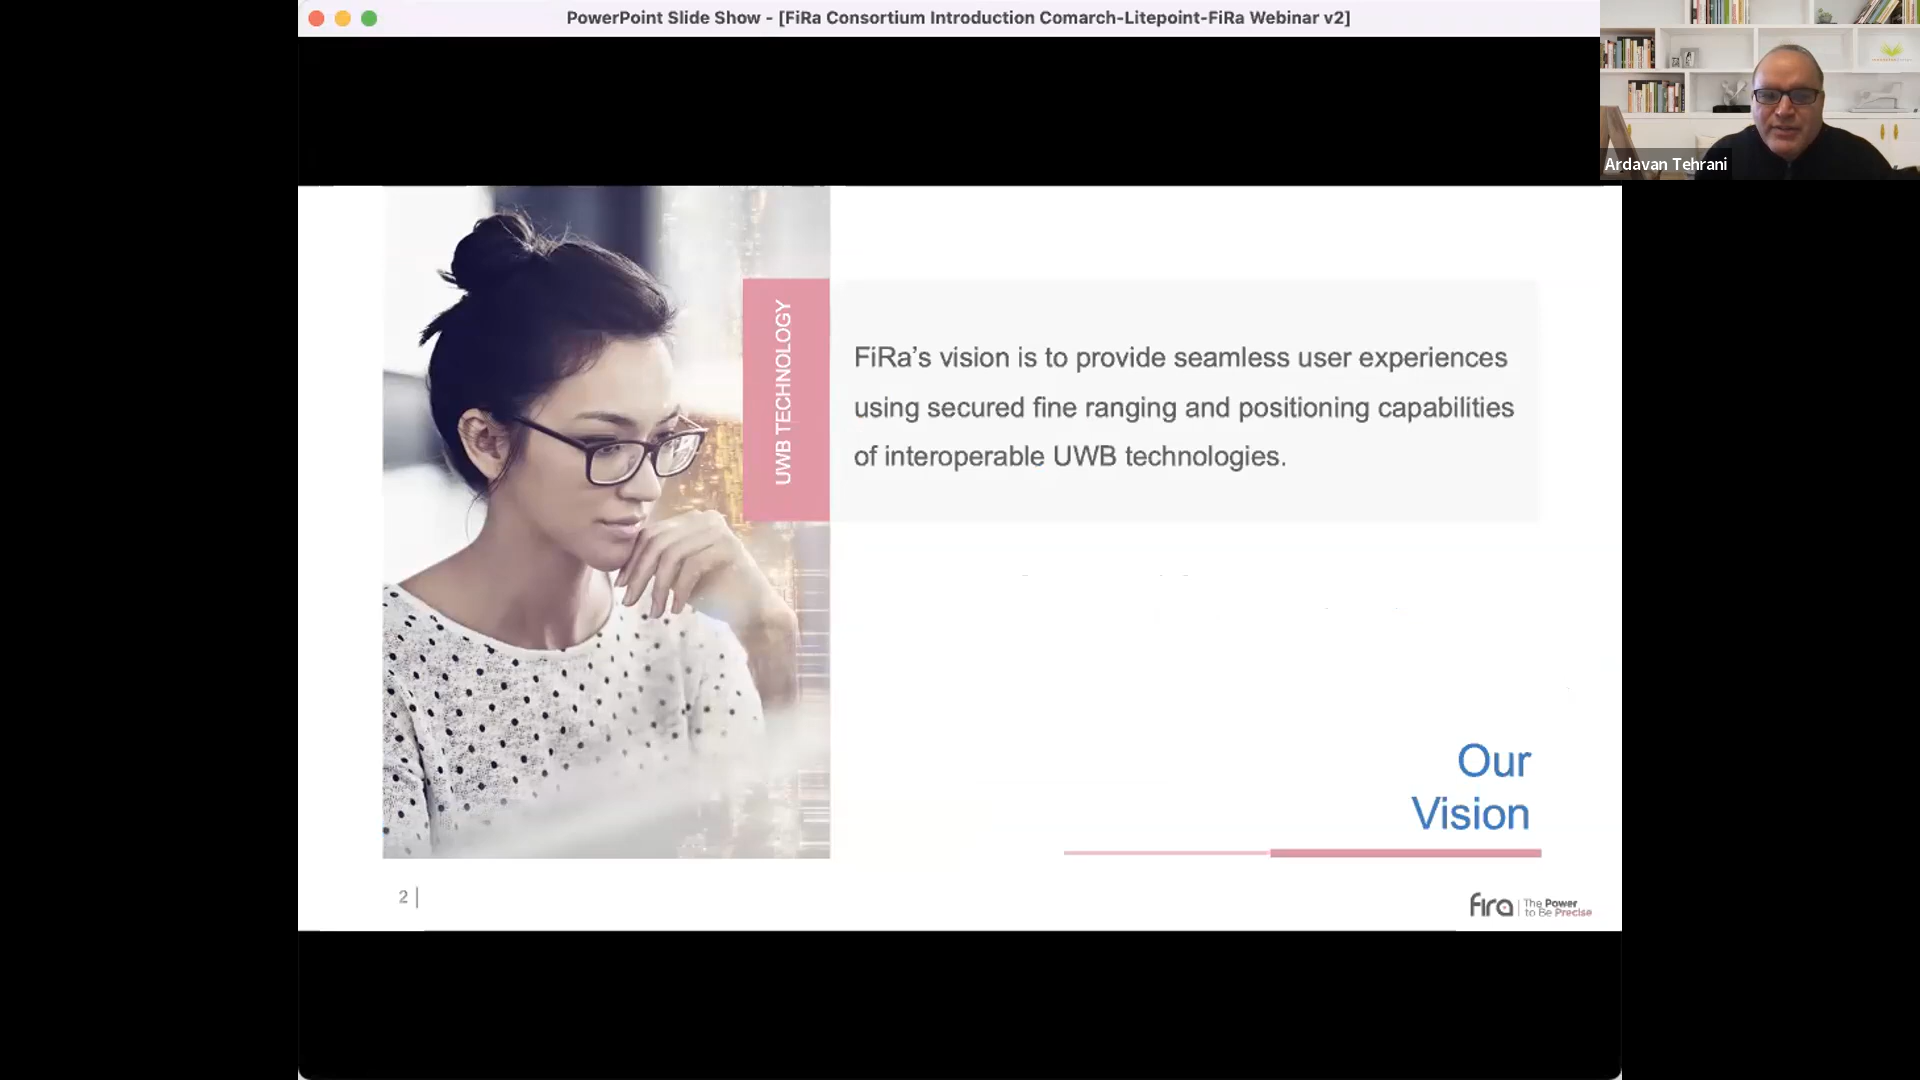 PowerPoint Slide Show - [FiRa Consortium Introduction Comarch-Litepoint-FiRa Webinar v2]
Ardavan Tehrani
UWB TECHNOLOGY
FiRa’s vision is to provide seamless user experiences
using secured fine ranging and positioning capabilities
of interoperable UWB technologies.
Our
Vision
2
fira
The Power
to Be Precise